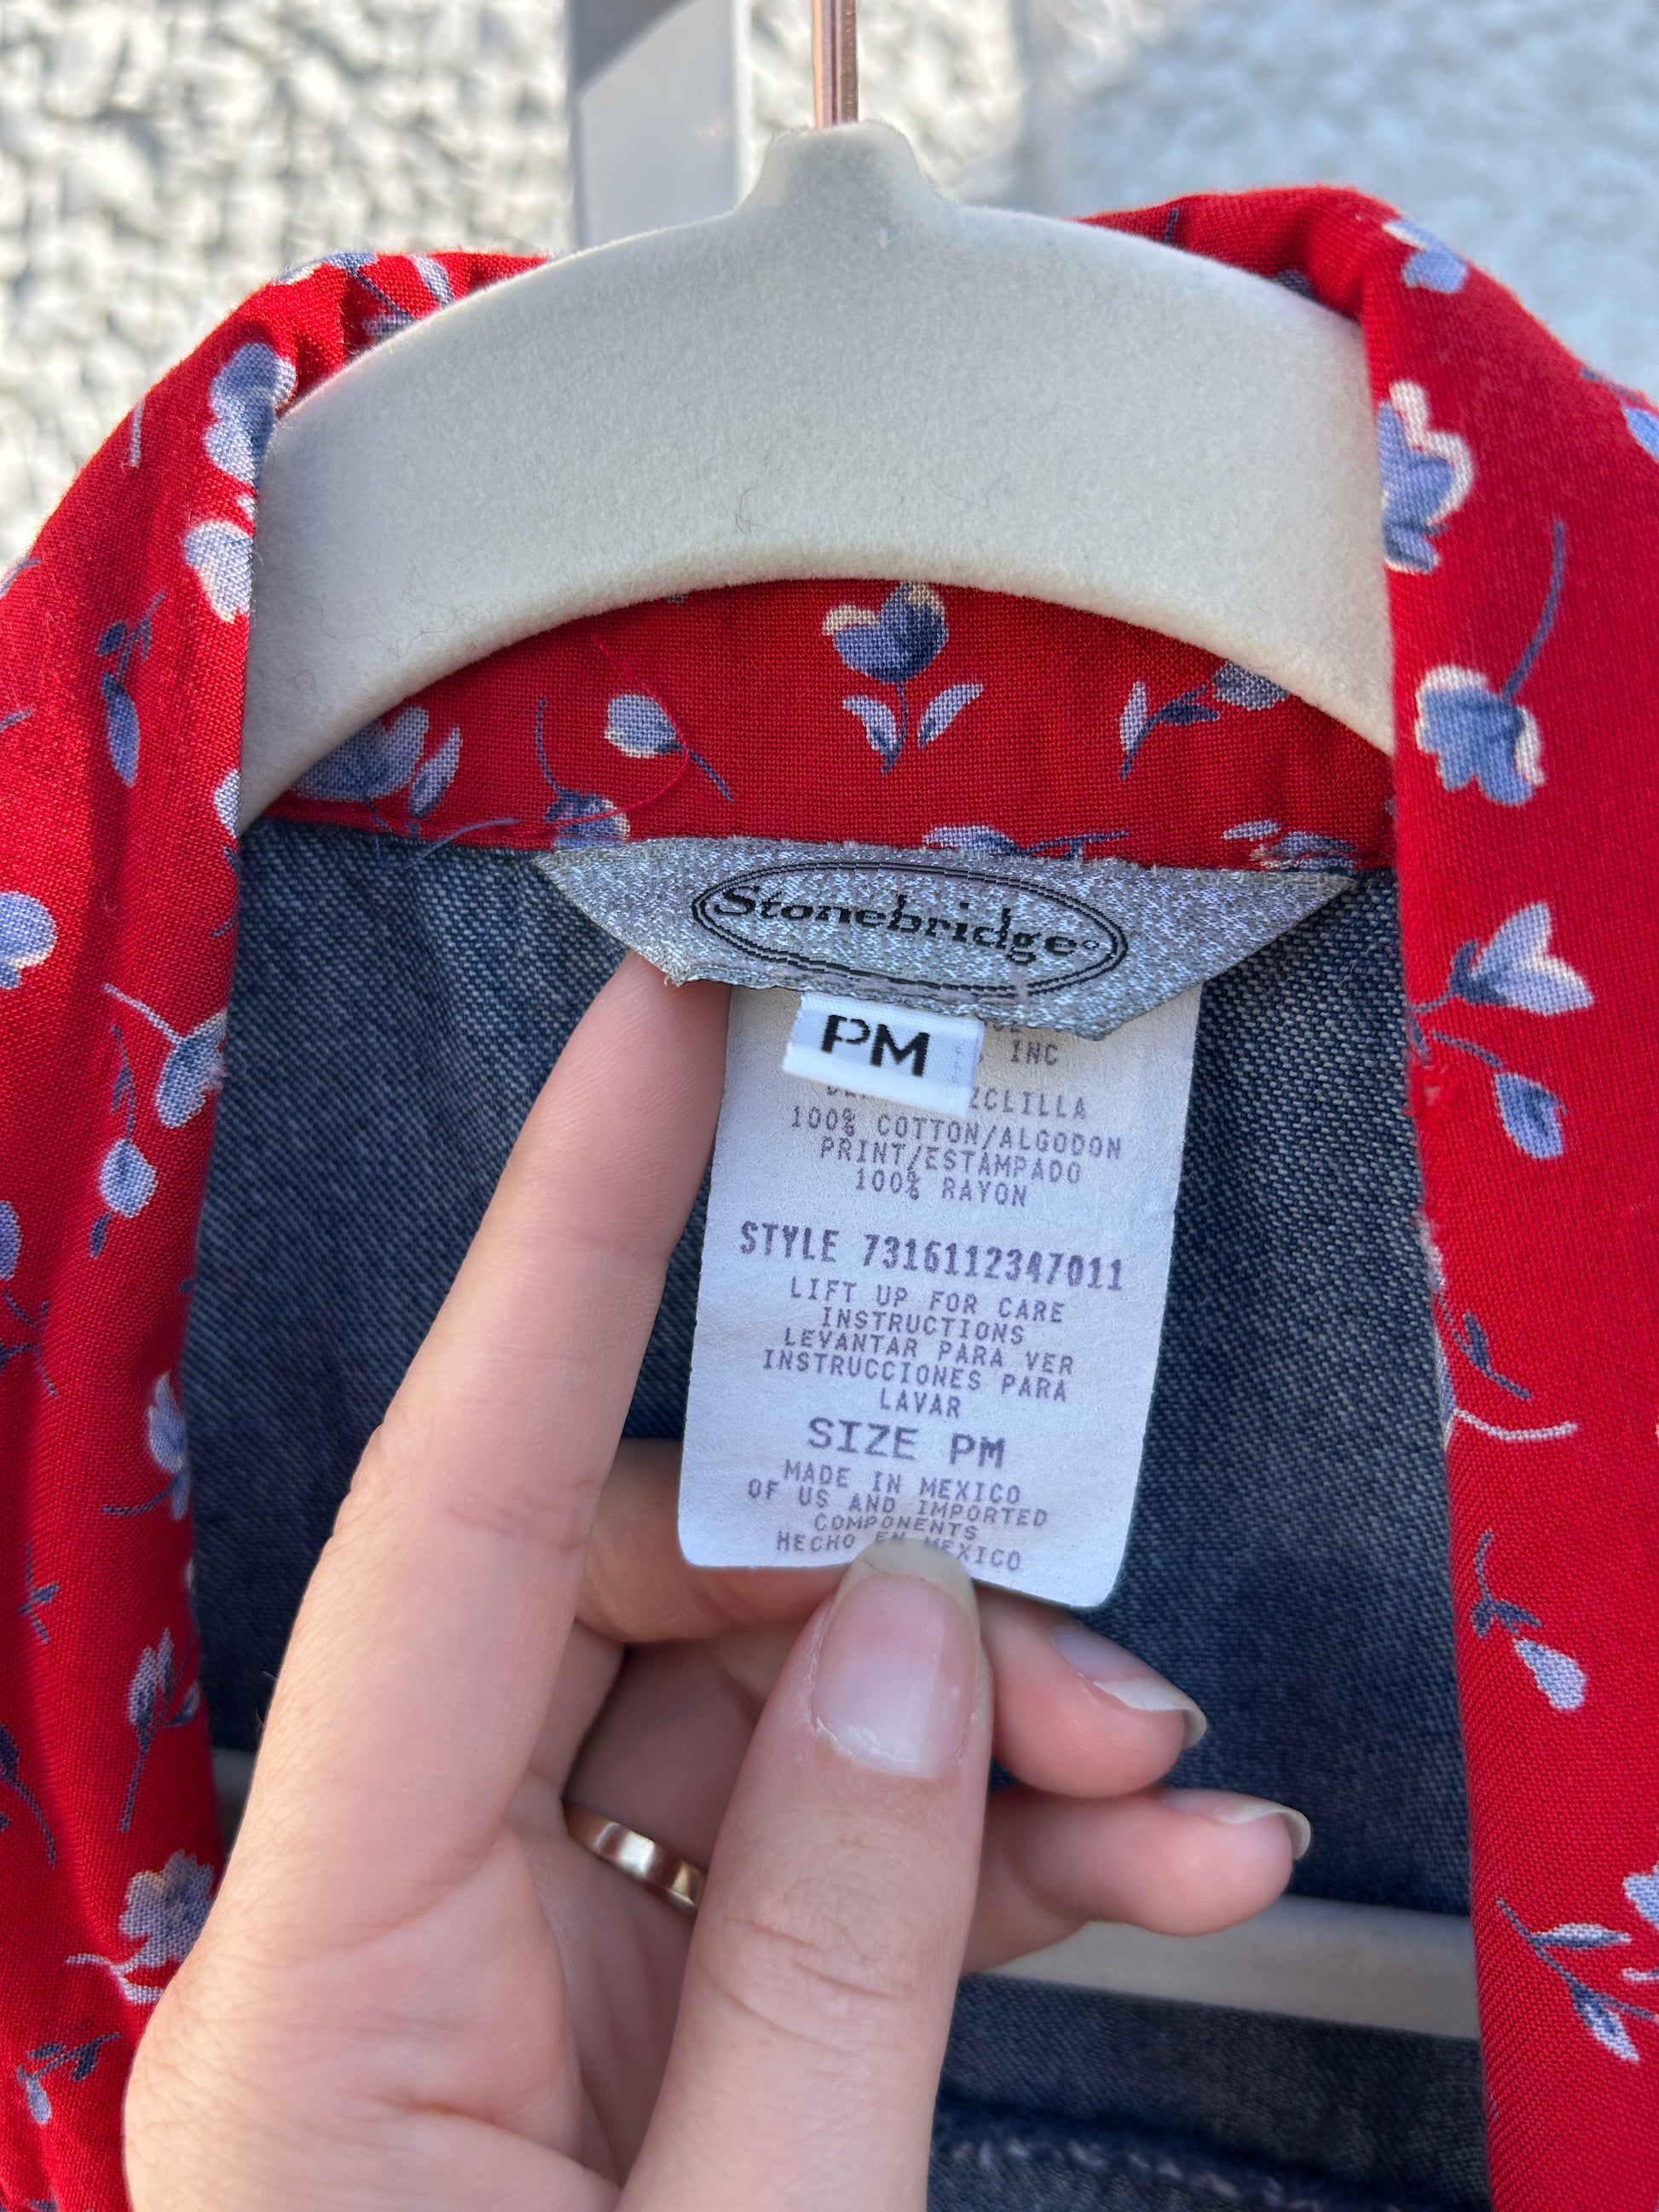 Stonebridge
PM
INC
100% COTTON/ALGODON
PRINT/ESTAMPADO
100% RAYON
STYLE 7316112347011
LIFT UP FOR CARE
INSTRUCTIONS
LEVANTAR PARA VER
INSTRUCCIONES PARA
LAVAR
SIZE PM
MADE IN MEXICO
OF US AND IMPORTED
COMPONENTS
HECHO EN MEXICO